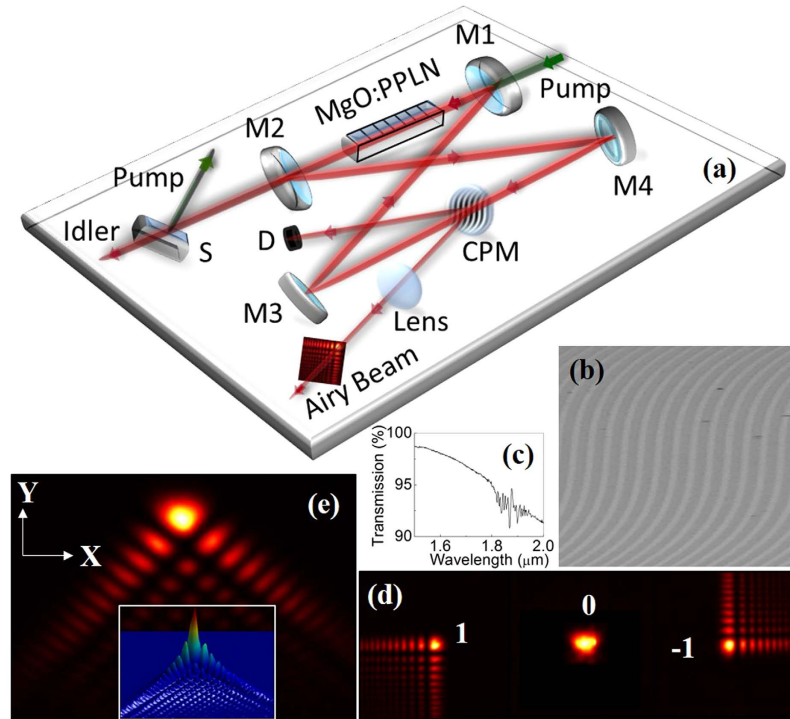 M1
Pump
MgO:PPLN
M2
M4
(a)
Pump
Idler
S
D
CPM
M3
Lens
Airy Beam
(b)
(c)
Transmission (%)
100
95
90
1.6
1.8
2.0
Wavelength (μm)
Y
X
(e)
(d)
1
0
-1